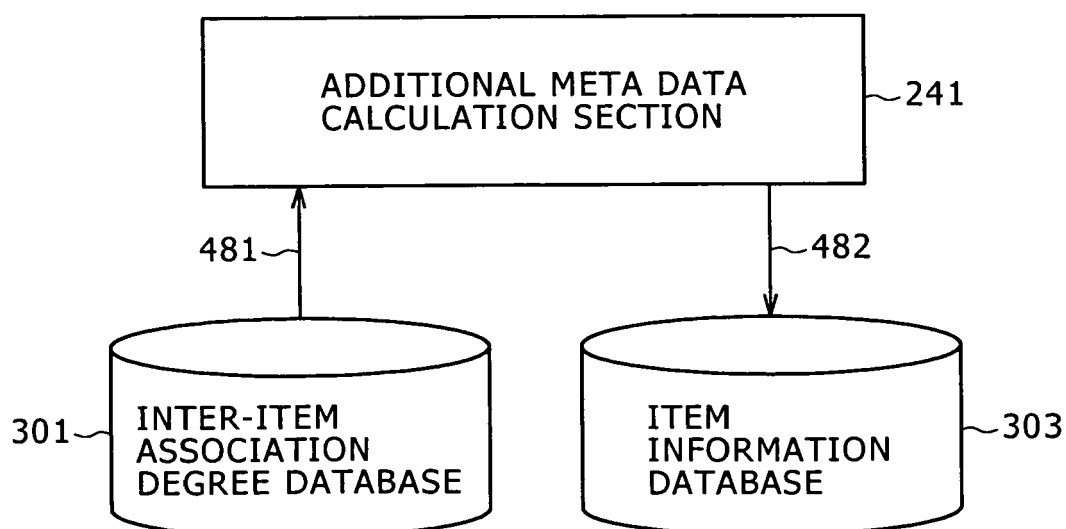 ADDITIONAL META DATA
CALCULATION SECTION
241
481
482
301
INTER-ITEM
ASSOCIATION
DEGREE DATABASE
ITEM
INFORMATION
DATABASE
303